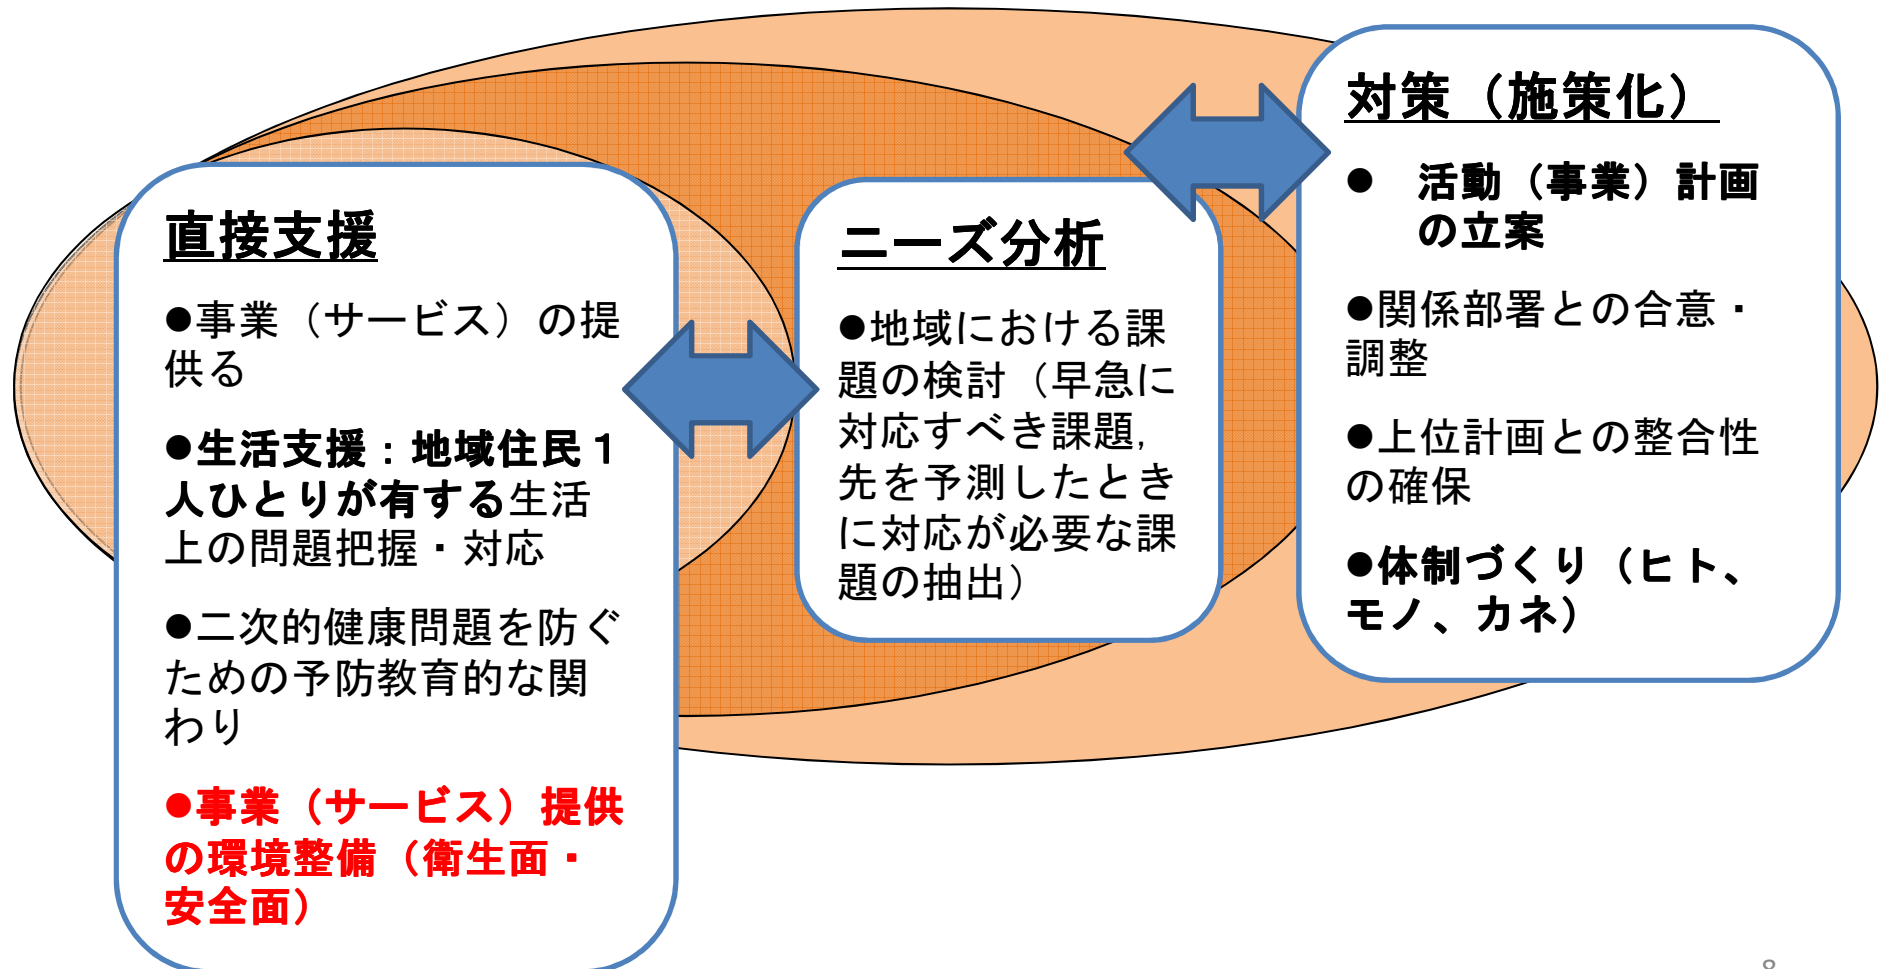 直接支援
●事業（サービス）の提
供る
●生活支援：地域住民１
人ひとりが有する生活
上の問題把握・対応
●二次的健康問題を防ぐ
ための予防教育的な関
わり
●事業（サービス）提供
の環境整備（衛生面・
安全面）
ニーズ分析
●地域における課
題の検討（早急に
対応すべき課題,
先を予測したとき
に対応が必要な課
題の抽出）
対策（施策化）
● 活動（事業）計画
の立案
●関係部署との合意・
調整
●上位計画との整合性
の確保
●体制づくり（ヒト、
モノ、カネ）
8